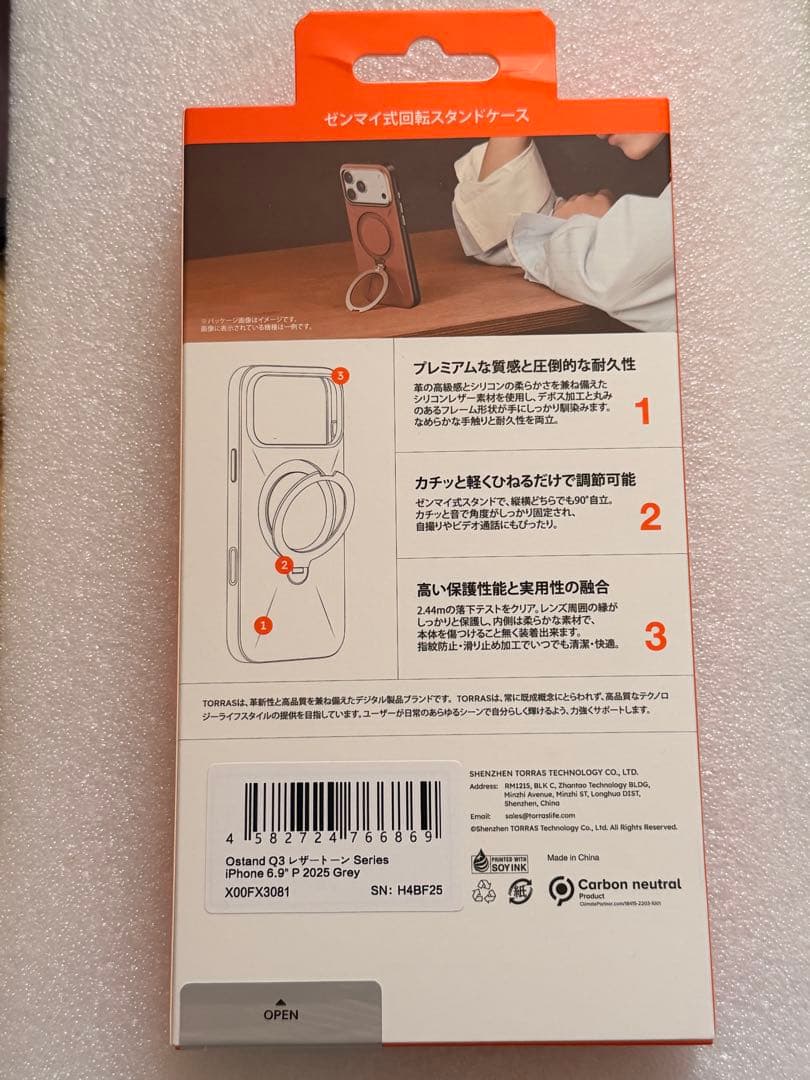 ゼンマイ式回転スタンドケース
※パッケージ画像はイメージです。
画像に表示されている機種は一例です。
3
2
1
プレミアムな質感と圧倒的な耐久性
革の高級感とシリコンの柔らかさを兼ね備えた
シリコンレザー素材を使用し、デボス加工と丸み
のあるフレーム形状が手にしっかり馴染みます。
なめらかな手触りと耐久性を両立。
1
カチッと軽くひねるだけで調節可能
ゼンマイ式スタンドで、縦横どちらでも90°自立。
カチッと音で角度がしっかり固定され、
自撮りやビデオ通話にもぴったり。
2
高い保護性能と実用性の融合
2.44mの落下テストをクリア。レンズ周囲の縁が
しっかりと保護し、内側は柔らかな素材で、
本体を傷つけること無く装着出来ます。
指紋防止・滑り止め加工でいつでも清潔・快適。
3
TORRASは、革新性と高品質を兼ね備えたデジタル製品ブランドです。TORRASは、常に既成概念にとらわれず、高品質なテクノロ
ジーライフスタイルの提供を目指しています。ユーザーが日常のあらゆるシーンで自分らしく輝けるよう、力強くサポートします。
4 582724 766869
Ostand Q3 レザートーン Series
iPhone 6.9" P 2025 Grey
X00FX3081 SN: H4BF25
SHENZHEN TORRAS TECHNOLOGY CO., LTD.
Address: RM1215, BLK C, Zhantao Technology BLDG,
Minzhi Avenue, Minzhi ST, Longhua DIST,
Shenzhen, China
Email: sales@torraslife.com
©Shenzhen TORRAS Technology Co., Ltd. All Rights Reserved.
PRINTED WITH
SOY INK
Made in China
紙
Carbon neutral
Product
ClimatePartner.com/18415-2203-1001
OPEN